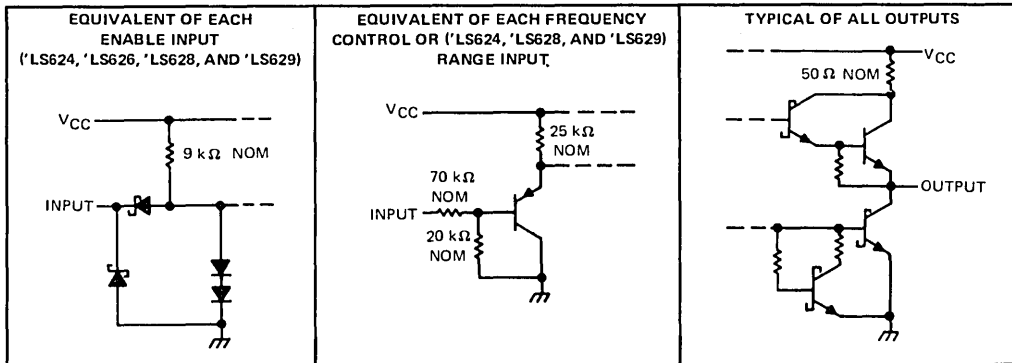 EQUIVALENT OF EACH
ENABLE INPUT
('LS624, 'LS626, 'LS628, AND 'LS629)
VCC
9 kΩ NOM
INPUT
EQUIVALENT OF EACH FREQUENCY
CONTROL OR ('LS624, 'LS628, AND 'LS629)
RANGE INPUT
VCC
25 kΩ
NOM
70 kΩ
NOM
INPUT
20 kΩ
NOM
TYPICAL OF ALL OUTPUTS
VCC
50 Ω NOM
OUTPUT